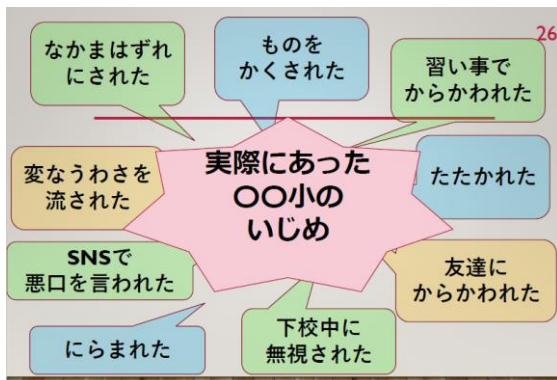 26
なかまはずれ
にされた
ものを
かくされた
習い事で
からかわれた
変なうわさを
流された
実際にあった
〇〇小の
いじめ
たたかれた
SNSで
悪口を言われた
友達に
からかわれた
にらまれた
下校中に
無視された